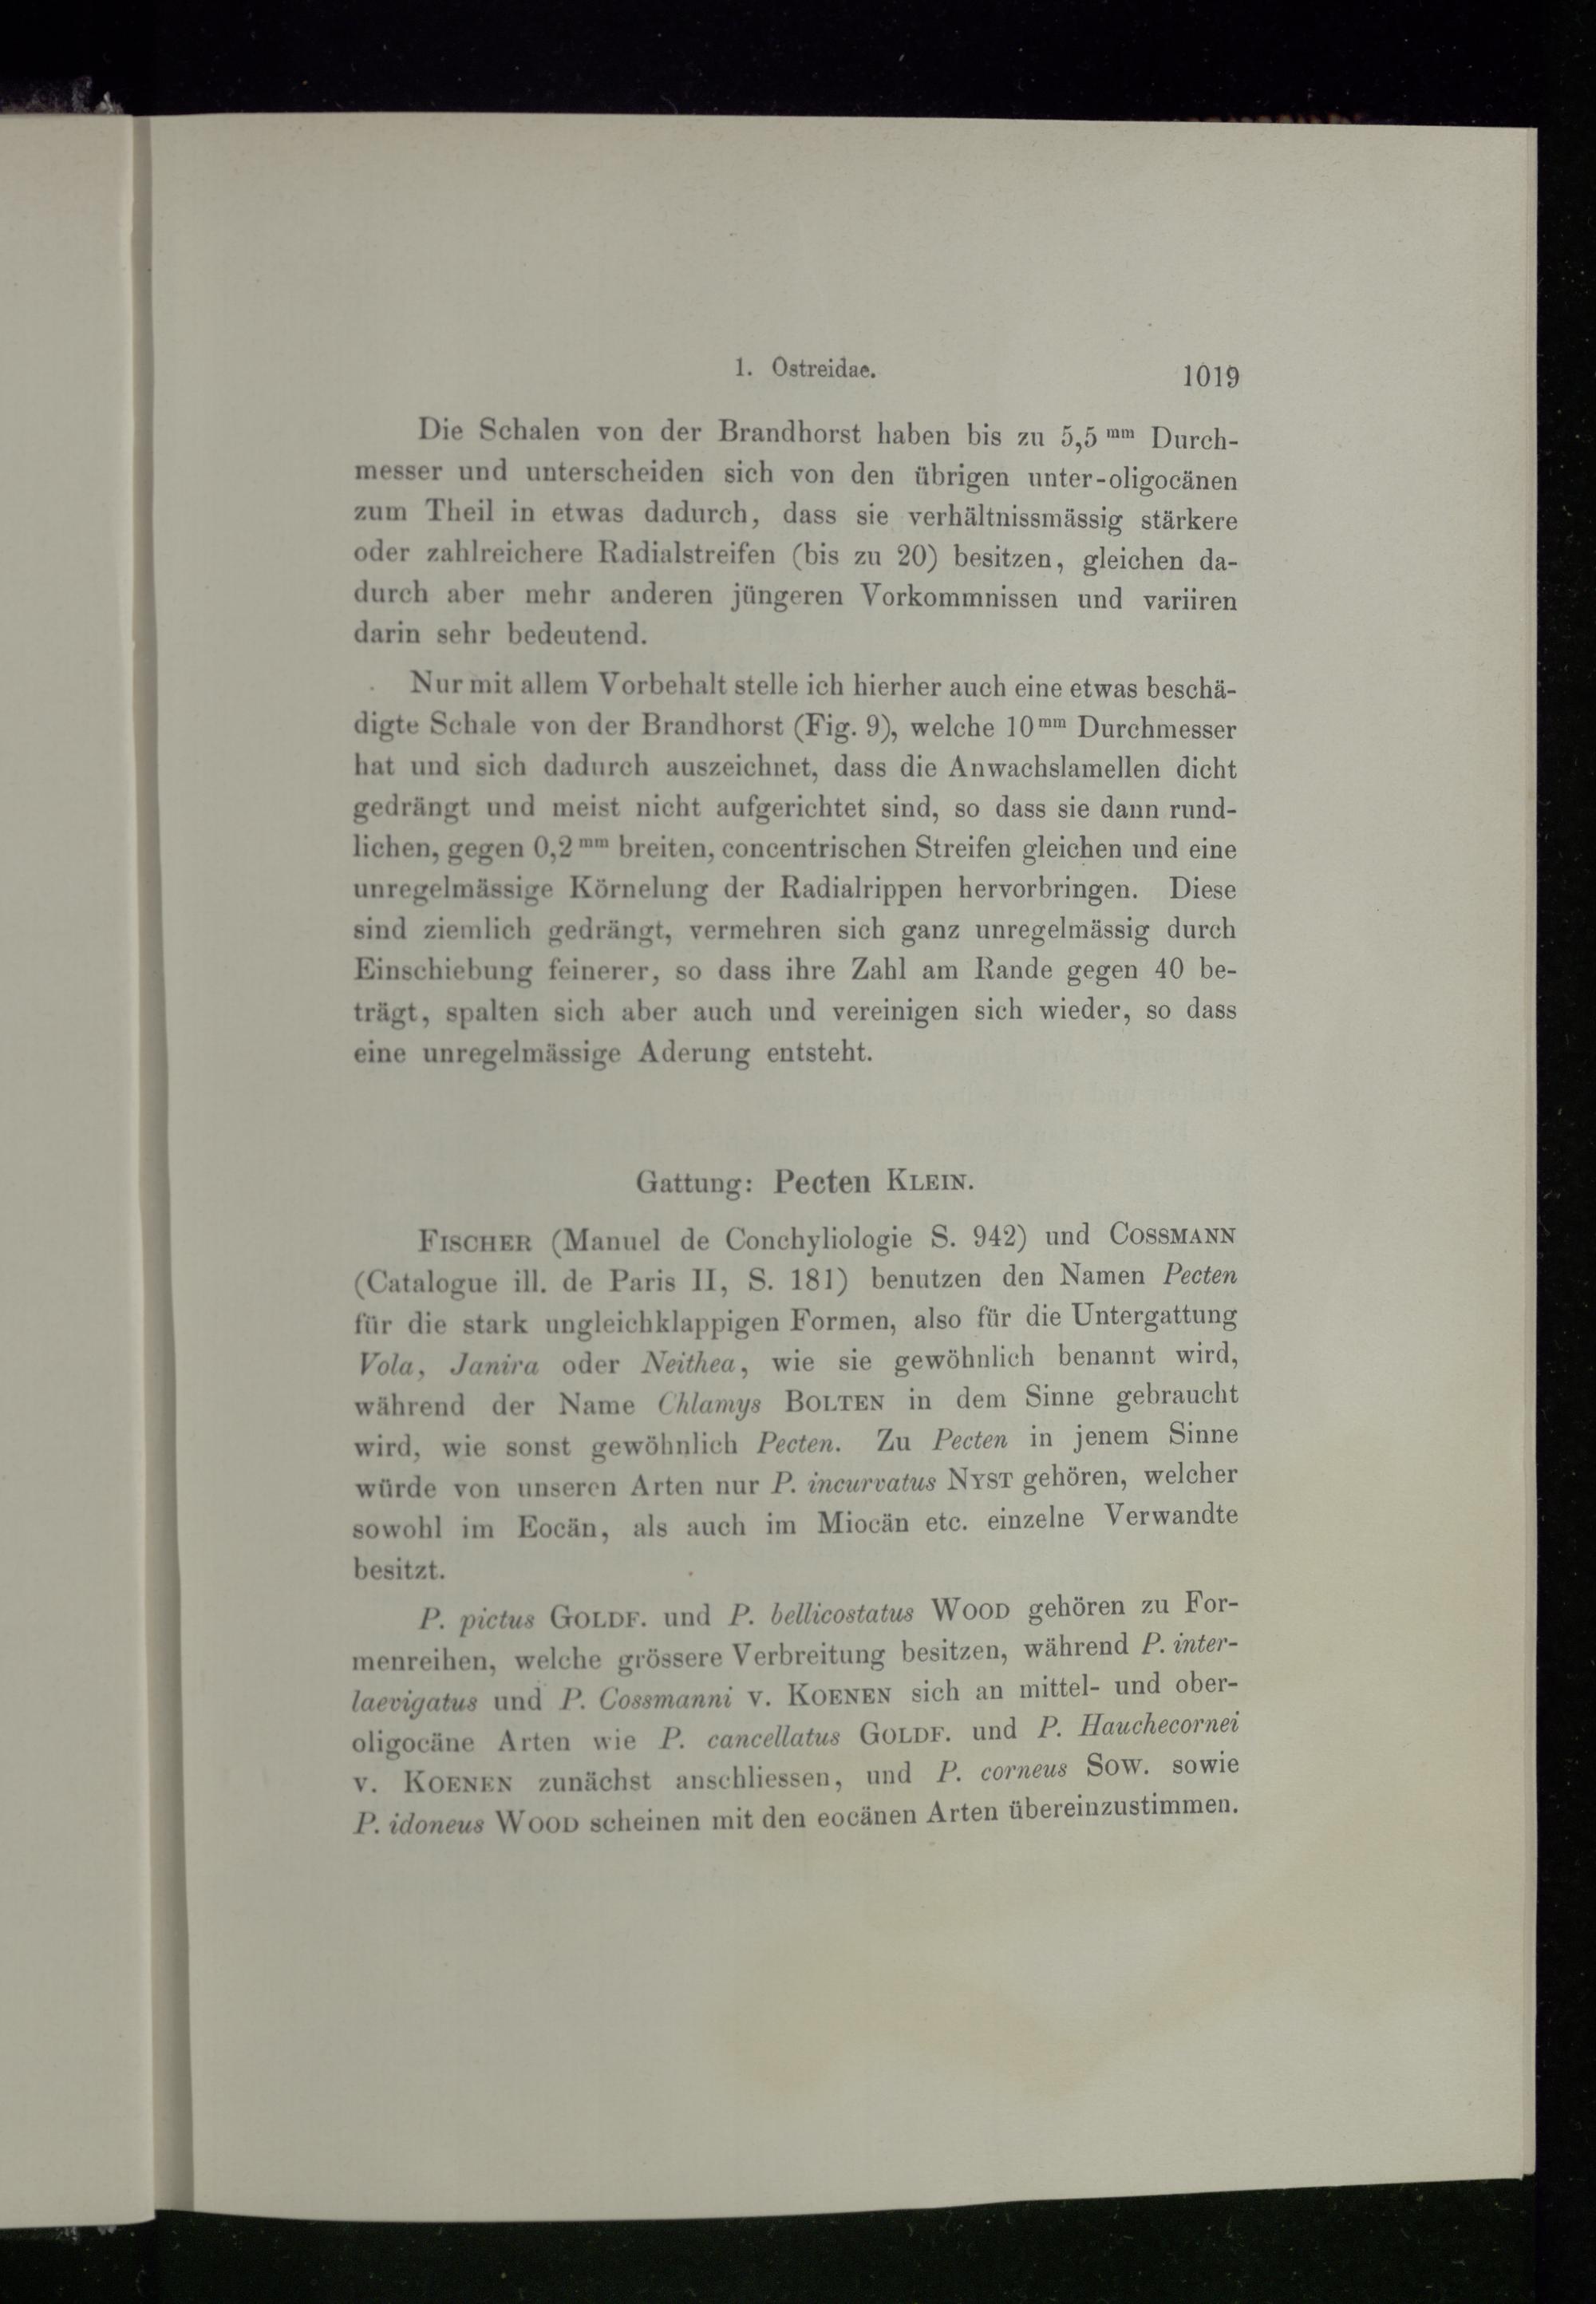 1. Ostreidae. 1019
Die Schalen von der Brandhorst haben bis zu 5,5 mm Durch-
messer und unterscheiden sich von den übrigen unter-oligocänen
zum Theil in etwas dadurch, dass sie verhältnissmässig stärkere
oder zahlreichere Radialstreifen (bis zu 20) besitzen, gleichen da-
durch aber mehr anderen jüngeren Vorkommnissen und variiren
darin sehr bedeutend.
Nur mit allem Vorbehalt stelle ich hierher auch eine etwas beschä-
digte Schale von der Brandhorst (Fig. 9), welche 10 mm Durchmesser
hat und sich dadurch auszeichnet, dass die Anwachslamellen dicht
gedrängt und meist nicht aufgerichtet sind, so dass sie dann rund-
lichen, gegen 0,2 mm breiten, concentrischen Streifen gleichen und eine
unregelmässige Körnelung der Radialrippen hervorbringen. Diese
sind ziemlich gedrängt, vermehren sich ganz unregelmässig durch
Einschiebung feinerer, so dass ihre Zahl am Rande gegen 40 be-
trägt, spalten sich aber auch und vereinigen sich wieder, so dass
eine unregelmässige Aderung entsteht.
Gattung: Pecten KLEIN.
FISCHER (Manuel de Conchyliologie S. 942) und COSSMANN
(Catalogue ill. de Paris II, S. 181) benutzen den Namen Pecten
für die stark ungleichklappigen Formen, also für die Untergattung
Vola, Janira oder Neithea, wie sie gewöhnlich benannt wird,
während der Name Chlamys BOLTEN in dem Sinne gebraucht
wird, wie sonst gewöhnlich Pecten. Zu Pecten in jenem Sinne
würde von unseren Arten nur P. incurvatus NYST gehören, welcher
sowohl im Eocän, als auch im Miocän etc. einzelne Verwandte
besitzt.
P. pictus GOLDF. und P. bellicostatus WOOD gehören zu For-
menreihen, welche grössere Verbreitung besitzen, während P. inter-
laevigatus und P. Cossmanni v. KOENEN sich an mittel- und ober-
oligocäne Arten wie P. cancellatus GOLDF. und P. Hauchecornei
v. KOENEN zunächst anschliessen, und P. corneus SOW. sowie
P. idoneus WOOD scheinen mit den eocänen Arten übereinzustimmen.